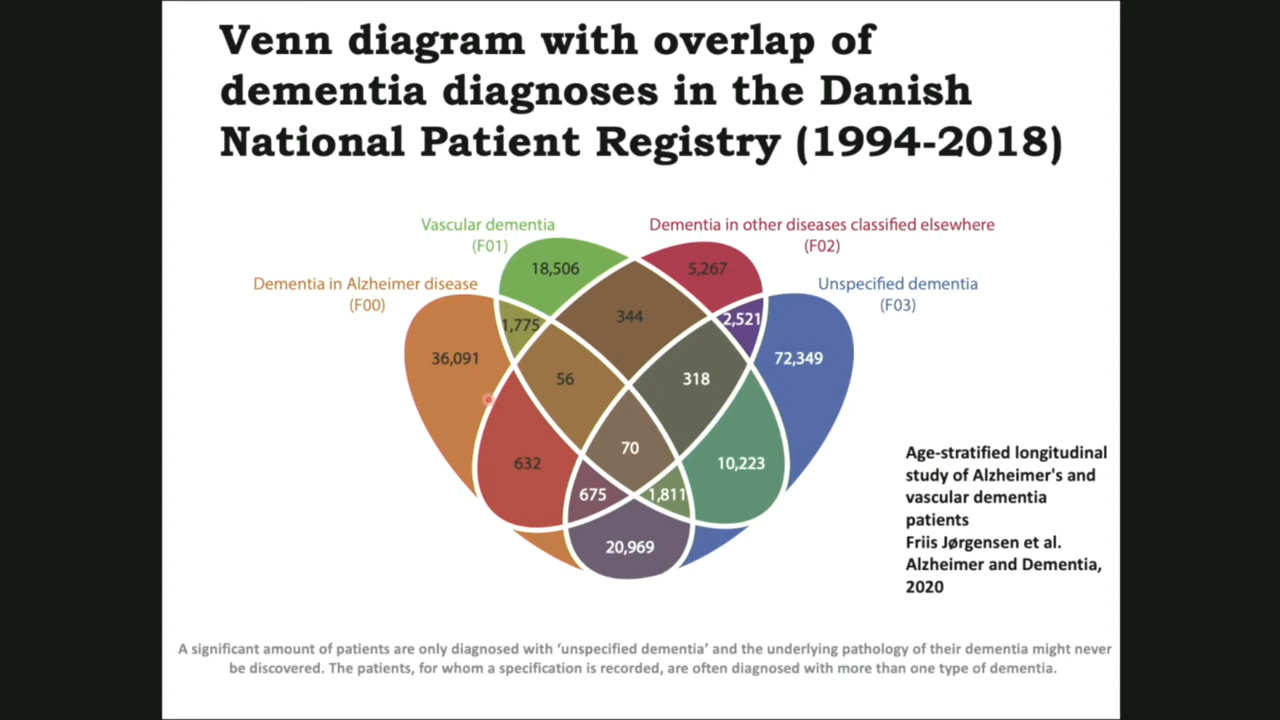 Venn diagram with overlap of
dementia diagnoses in the Danish
National Patient Registry (1994-2018)
Vascular dementia
(F01)
Dementia in other diseases classified elsewhere
(F02)
Dementia in Alzheimer disease
(F00)
Unspecified dementia
(F03)
18,506
5,267
1,775
344
2,521
36,091
72,349
56
318
70
632
10,223
675
1,811
20,969
Age-stratified longitudinal
study of Alzheimer's and
vascular dementia
patients
Friis Jørgensen et al.
Alzheimer and Dementia,
2020
A significant amount of patients are only diagnosed with ‘unspecified dementia’ and the underlying pathology of their dementia might never
be discovered. The patients, for whom a specification is recorded, are often diagnosed with more than one type of dementia.